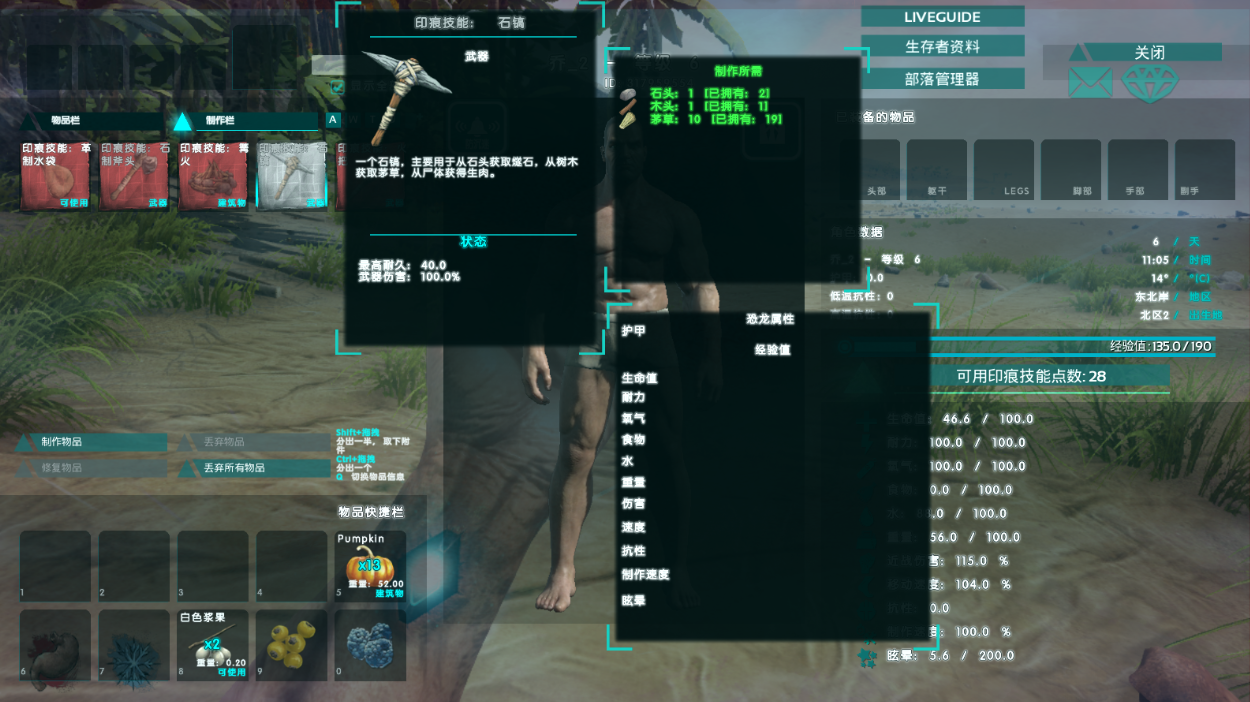 印痕技能： 石镐
武器
一个石镐，主要用于从石头获取燧石，从树木
获取茅草，从尸体获得生肉。
状态
最高耐久： 40.0
武器伤害： 100.0%
制作所需
石头： 1 [已拥有： 2]
木头： 1 [已拥有： 1]
茅草： 10 [已拥有： 19]
LIVEGUIDE
生存者资料
部落管理器
关闭
物品栏
制作栏
A
印痕技能： 革
制水袋
可使用
印痕技能： 石
制斧头
武器
印痕技能： 篝
火
建筑物
备的物品
头部
躯干
LEGS
脚部
手部
副手
数据
等级 6
低温抗性： 0
6 / 天
11:05 / 时间
14° / °(C)
东北岸 / 地区
北区2 / 出生地
经验值:135.0/190
可用印痕技能点数:28
恐龙属性
护甲
经验值
生命值
耐力
氧气
食物
水
重量
伤害
速度
抗性
制作速度
眩晕
46.6 / 100.0
100.0 / 100.0
100.0 / 100.0
0.0 / 100.0
.0 / 100.0
56.0 / 100.0
115.0 %
104.0 %
0.0
100.0 %
眩晕： 5.6 / 200.0
制作物品
丢弃物品
修复物品
丢弃所有物品
Shift+拖拽
分出一半，取下附
件
Ctrl+拖拽
分出一个
Q 切换物品信息
物品快捷栏
1
2
3
4
Pumpkin
x13
重量： 52.00
5 建筑物
6
7
白色浆果
x2
重量： 0.20
8 可使用
9
0